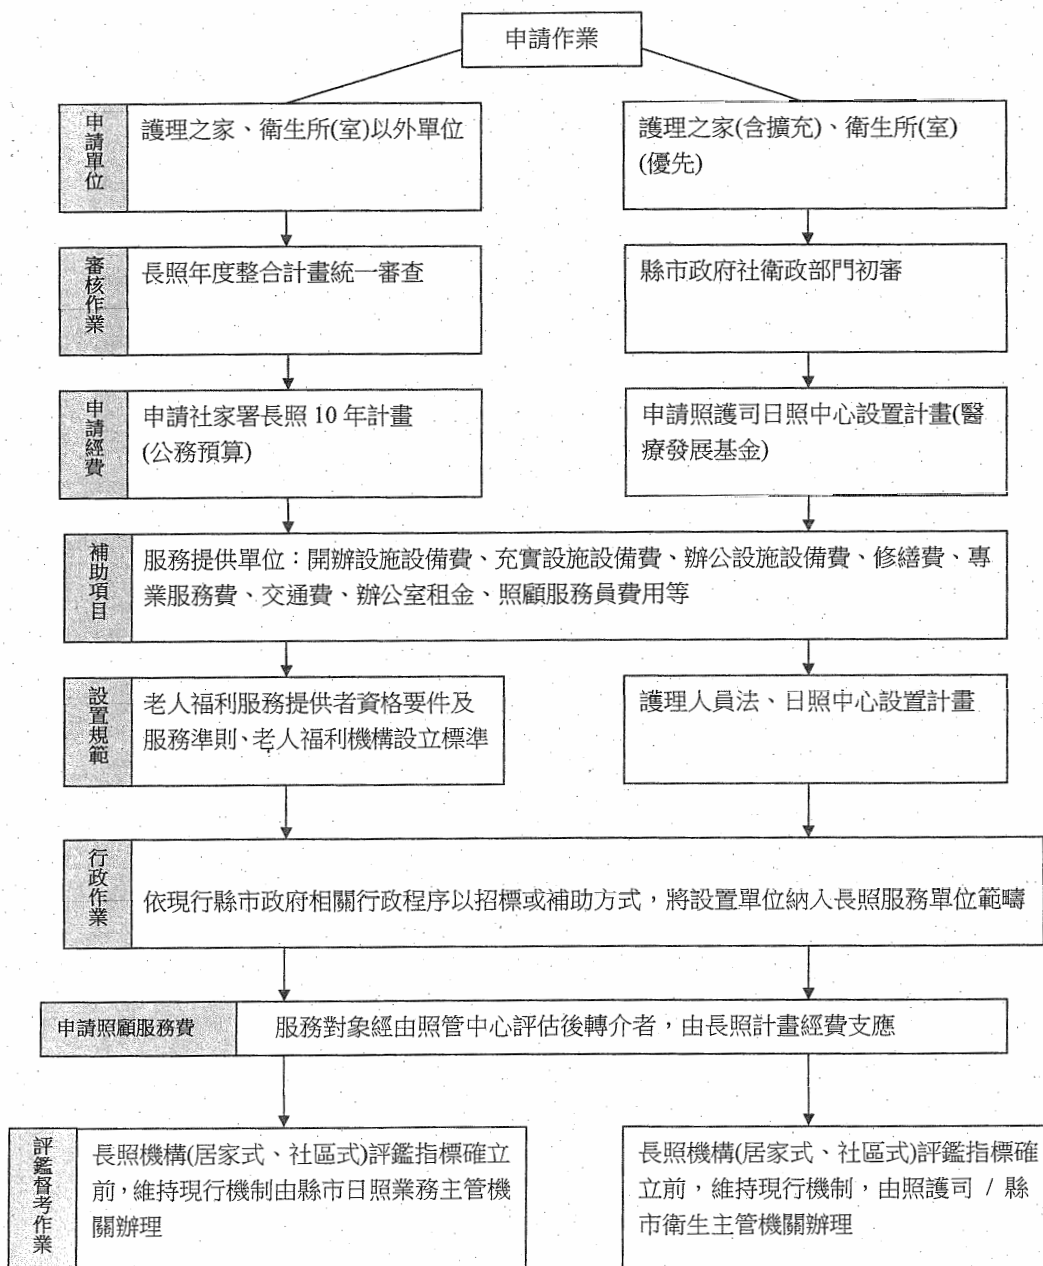 申請作業
申請單位
護理之家、衛生所(室)以外單位
護理之家(含擴充)、衛生所(室)
(優先)
審核作業
長照年度整合計畫統一審查
縣市政府社衛政部門初審
申請經費
申請社家署長照 10 年計畫
(公務預算)
申請照護司日照中心設置計畫(醫
療發展基金)
補助項目
服務提供單位：開辦設施設備費、充實設施設備費、辦公設施設備費、修繕費、專
業服務費、交通費、辦公室租金、照顧服務員費用等
設置規範
老人福利服務提供者資格要件及
服務準則、老人福利機構設立標準
護理人員法、日照中心設置計畫
行政作業
依現行縣市政府相關行政程序以招標或補助方式，將設置單位納入長照服務單位範疇
申請照顧服務費
服務對象經由照管中心評估後轉介者，由長照計畫經費支應
評鑑督考作業
長照機構(居家式、社區式)評鑑指標確立
前，維持現行機制由縣市日照業務主管機
關辦理
長照機構(居家式、社區式)評鑑指標確
立前，維持現行機制，由照護司 / 縣
市衛生主管機關辦理